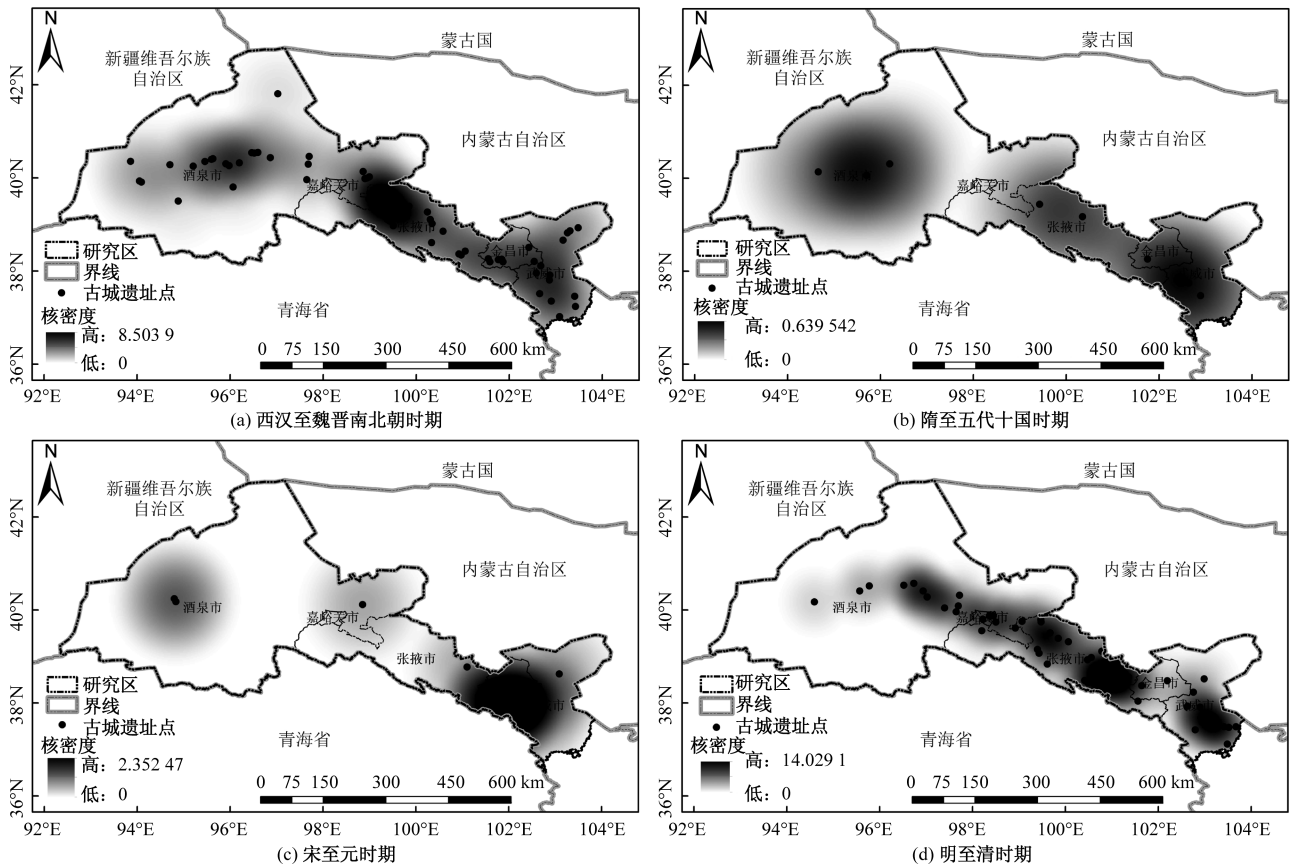 N
蒙古国
新疆维吾尔族
自治区
内蒙古自治区
酒泉市
嘉峪关市
张掖市
金昌市
武威市
青海省
研究区
界线
古城遗址点
核密度
高：8.503 9
低：0
0 75 150 300 450 600 km
42°N
40°N
38°N
36°N
92°E 94°E 96°E 98°E 100°E 102°E 104°E
(a) 西汉至魏晋南北朝时期
N
蒙古国
新疆维吾尔族
自治区
内蒙古自治区
酒泉市
嘉峪关市
张掖市
金昌市
青海省
研究区
界线
古城遗址点
核密度
高：0.639 542
低：0
0 75 150 300 450 600 km
42°N
40°N
38°N
36°N
94°E 96°E 98°E 100°E 102°E 104°E
(b) 隋至五代十国时期
N
蒙古国
新疆维吾尔族
自治区
内蒙古自治区
酒泉市
嘉峪关市
张掖市
青海省
研究区
界线
古城遗址点
核密度
高：2.352 47
低：0
0 75 150 300 450 600 km
42°N
40°N
38°N
36°N
92°E 94°E 96°E 98°E 100°E 102°E 104°E
(c) 宋至元时期
N
蒙古国
新疆维吾尔族
自治区
内蒙古自治区
酒泉市
嘉峪关市
张掖市
金昌市
武威市
青海省
研究区
界线
古城遗址点
核密度
高：14.029 1
低：0
0 75 150 300 450 600 km
42°N
40°N
38°N
36°N
94°E 96°E 98°E 100°E 102°E 104°E
(d) 明至清时期